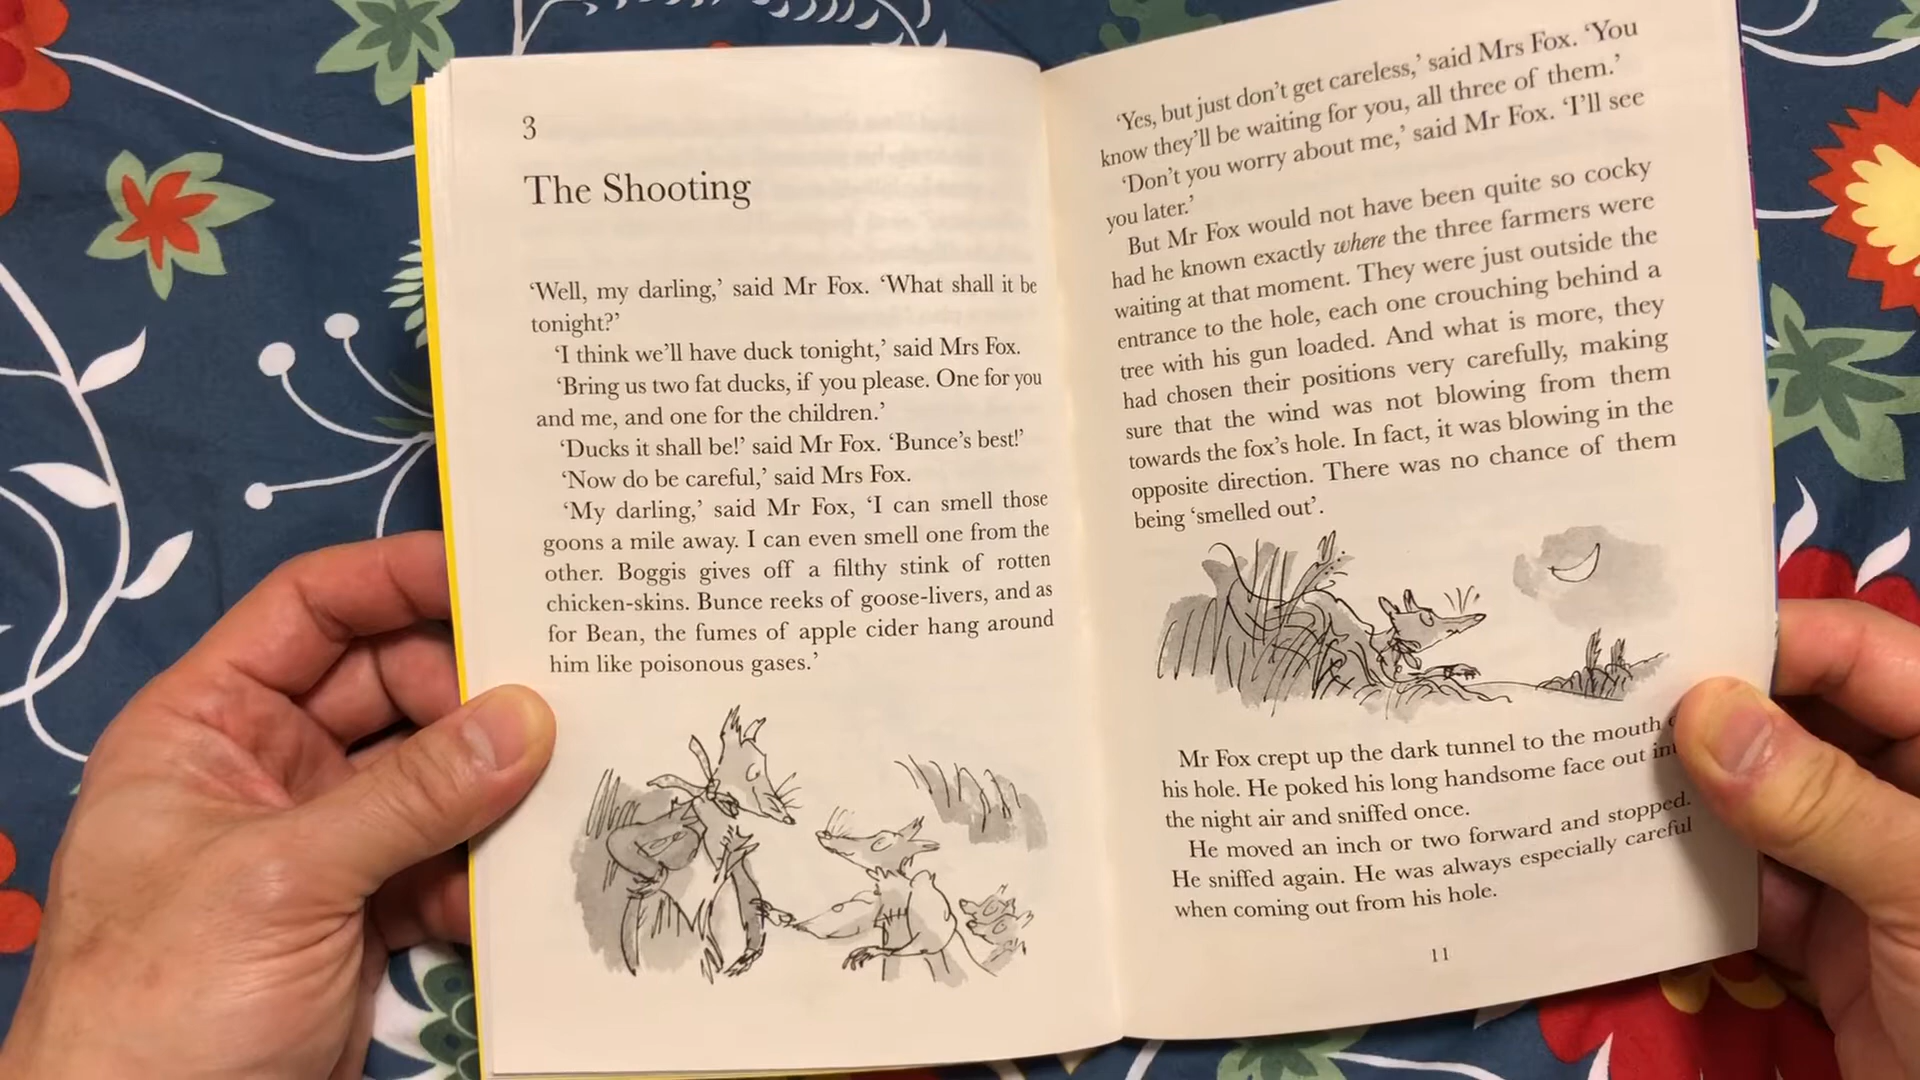 3
The Shooting
‘Well, my darling,’ said Mr Fox. ‘What shall it be
tonight?’
‘I think we’ll have duck tonight,’ said Mrs Fox.
‘Bring us two fat ducks, if you please. One for you
and me, and one for the children.’
‘Ducks it shall be!’ said Mr Fox. ‘Bunce’s best!’
‘Now do be careful,’ said Mrs Fox.
‘My darling,’ said Mr Fox, ‘I can smell those
goons a mile away. I can even smell one from the
other. Boggis gives off a filthy stink of rotten
chicken-skins. Bunce reeks of goose-livers, and as
for Bean, the fumes of apple cider hang around
him like poisonous gases.’
‘Yes, but just don’t get careless,’ said Mrs Fox. ‘You
know they’ll be waiting for you, all three of them.’
‘Don’t you worry about me,’ said Mr Fox. ‘I’ll see
you later.’
But Mr Fox would not have been quite so cocky
had he known exactly where the three farmers were
waiting at that moment. They were just outside the
entrance to the hole, each one crouching behind a
tree with his gun loaded. And what is more, they
had chosen their positions very carefully, making
sure that the wind was not blowing from them
towards the fox’s hole. In fact, it was blowing in the
opposite direction. There was no chance of them
being ‘smelled out’.
Mr Fox crept up the dark tunnel to the mouth
his hole. He poked his long handsome face out
the night air and sniffed once.
He moved an inch or two forward and stopped.
He sniffed again. He was always especially careful
when coming out from his hole.
11